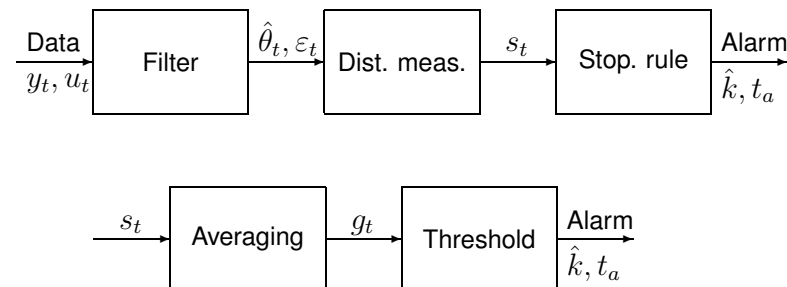 Data
y_t, u_t
Filter
θ̂_t, ε_t
Dist. meas.
s_t
Stop. rule
Alarm
k̂, t_a
s_t
Averaging
g_t
Threshold
Alarm
k̂, t_a